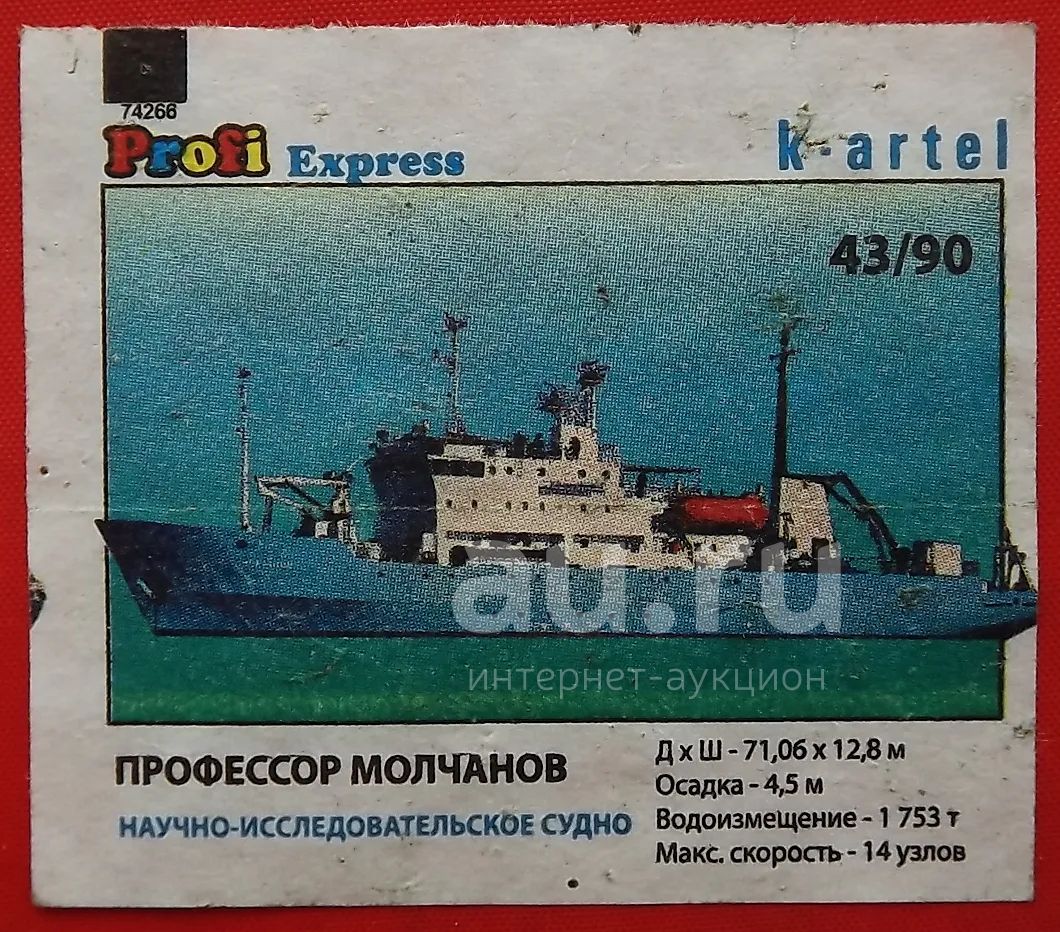 74266
Profi Express
k-artel
43/90
au.ru
интернет-аукцион
ПРОФЕССОР МОЛЧАНОВ
НАУЧНО-ИССЛЕДОВАТЕЛЬСКОЕ СУДНО
Д х Ш - 71,06 х 12,8 м
Осадка - 4,5 м
Водоизмещение - 1 753 т
Макс. скорость - 14 узлов